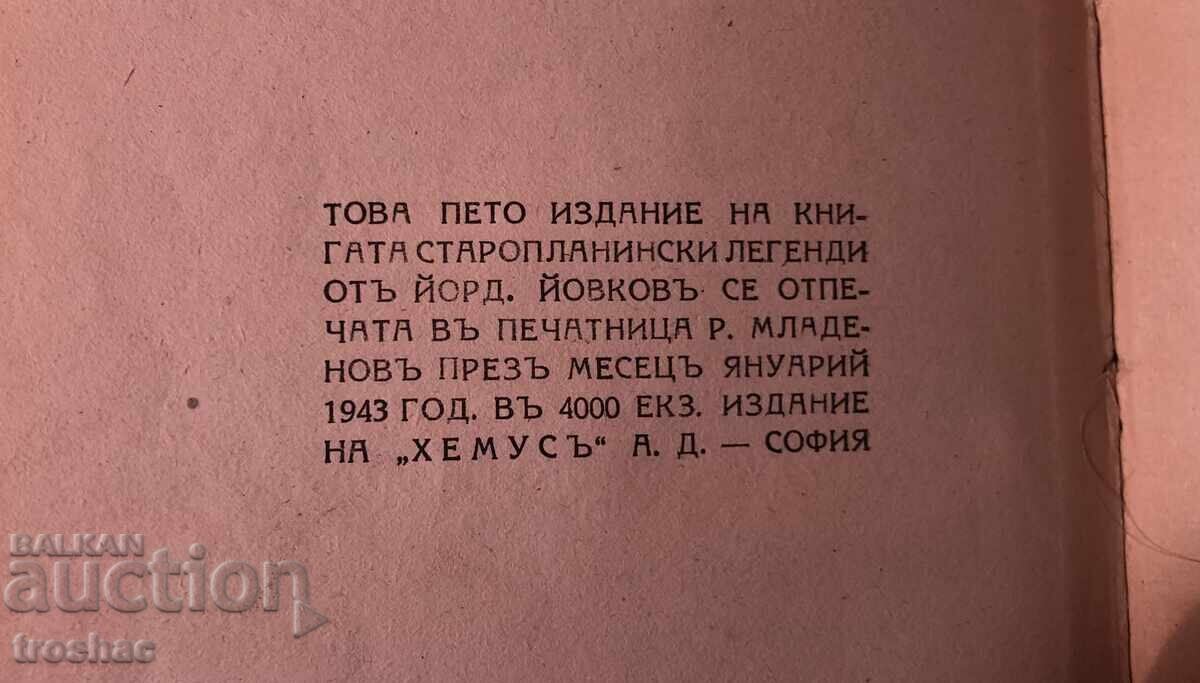 ТОВА ПЕТО ИЗДАНИЕ НА КНИ-
ГАТА СТАРОПЛАНИНСКИ ЛЕГЕНДИ
ОТЪ ЙОРД. ЙОВКОВЪ СЕ ОТПЕ-
ЧАТА ВЪ ПЕЧАТНИЦА Р. МЛАДЕ-
НОВЪ ПРЕЗЪ МЕСЕЦЪ ЯНУАРИЙ
1943 ГОД. ВЪ 4000 ЕКЗ. ИЗДАНИЕ
НА „ХЕМУСЪ“ А. Д. — СОФИЯ
BALKAN
auction
troshac